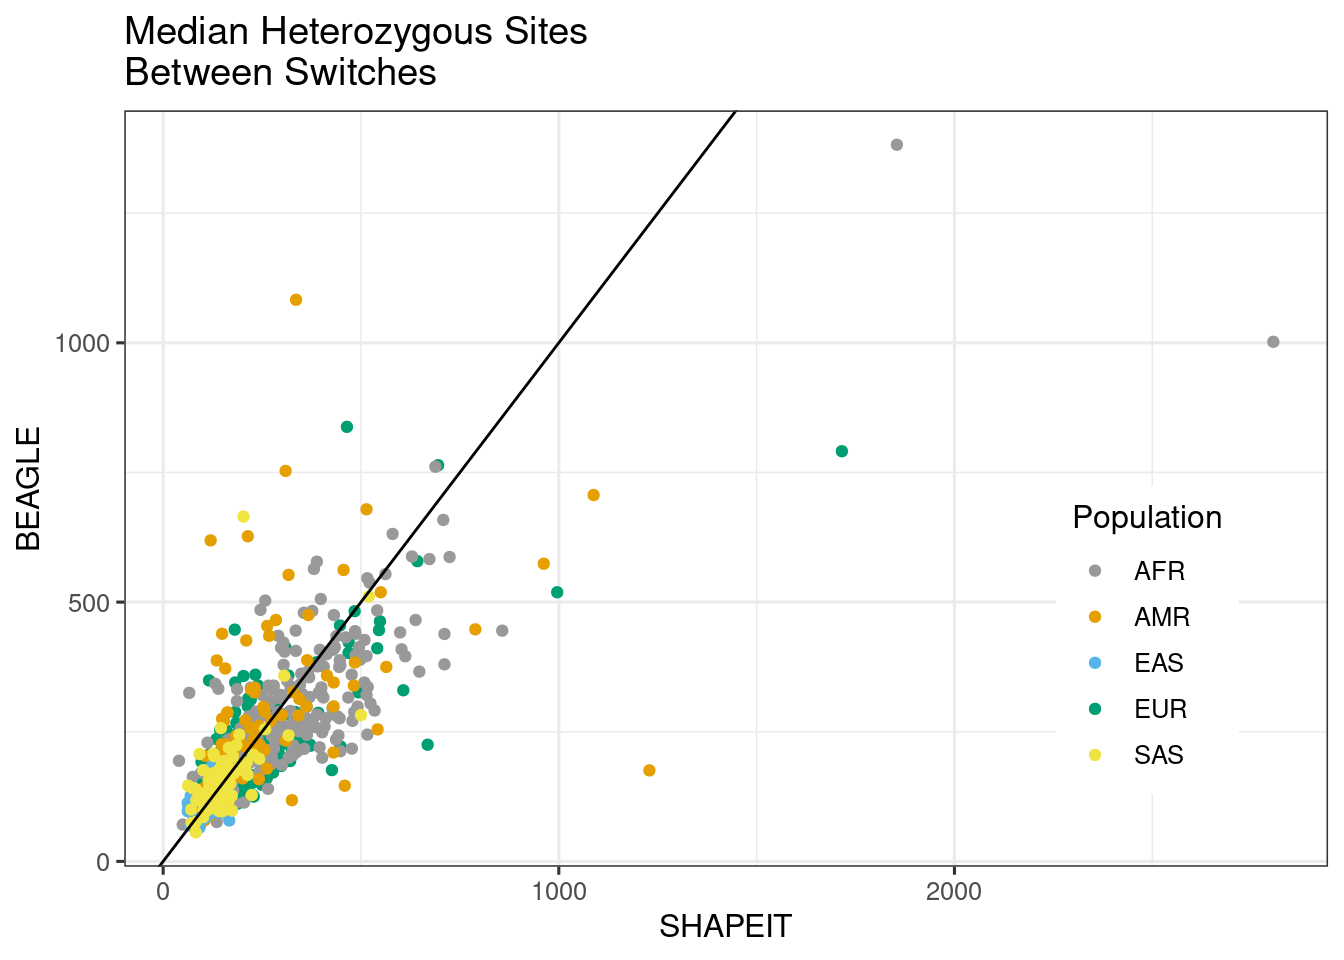 Median Heterozygous Sites
Between Switches
BEAGLE
1000
500
0
0
1000
2000
SHAPEIT
Population
AFR
AMR
EAS
EUR
SAS